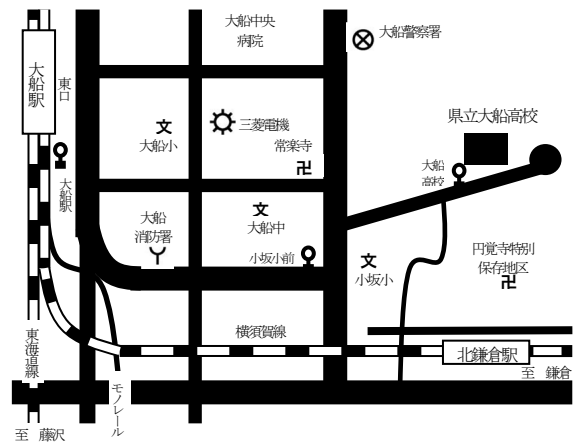 大船中央
病院
大船警察署
大船駅
東口
三菱電機
県立大船高校
大船小
常楽寺
大船
高校
大船駅
大船
消防署
大船中
小坂小前
小坂小
円覚寺特別
保存地区
東海道線
横須賀線
北鎌倉駅
至 鎌倉
モノレール
至 藤沢